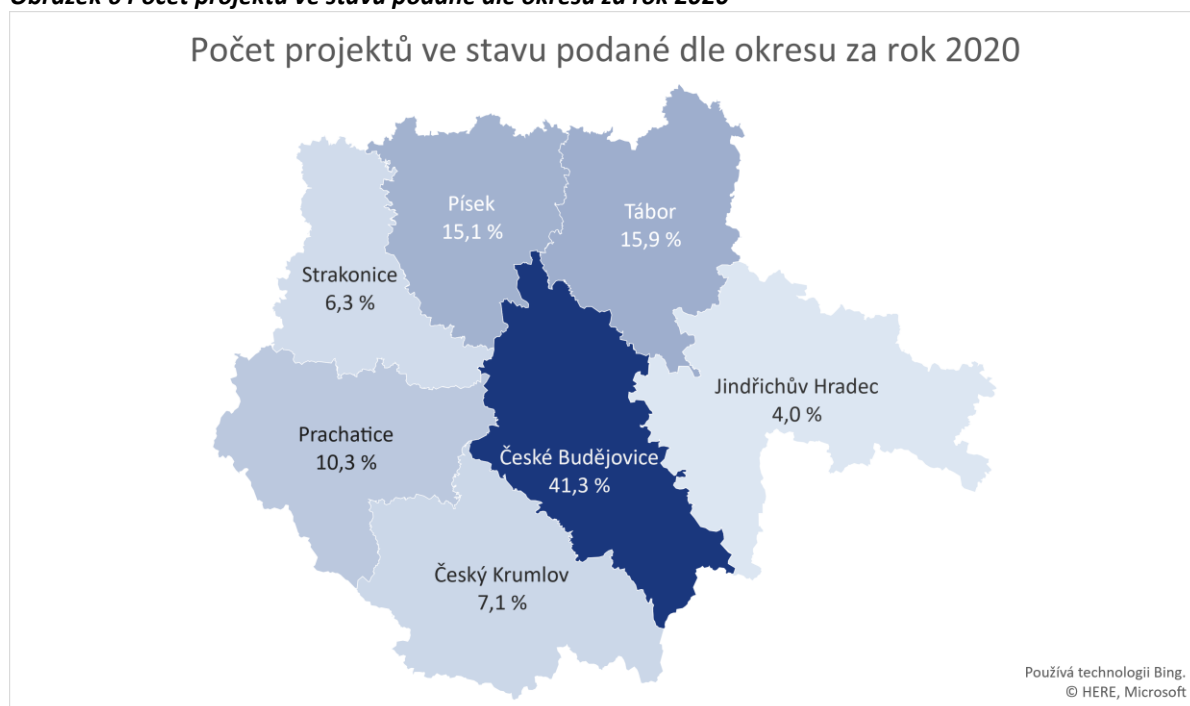 Počet projektů ve stavu podané dle okresu za rok 2020
Písek
15,1 %
Tábor
15,9 %
Strakonice
6,3 %
Jindřichův Hradec
4,0 %
Prachatice
10,3 %
České Budějovice
41,3 %
Český Krumlov
7,1 %
Používá technologii Bing.
© HERE, Microsoft